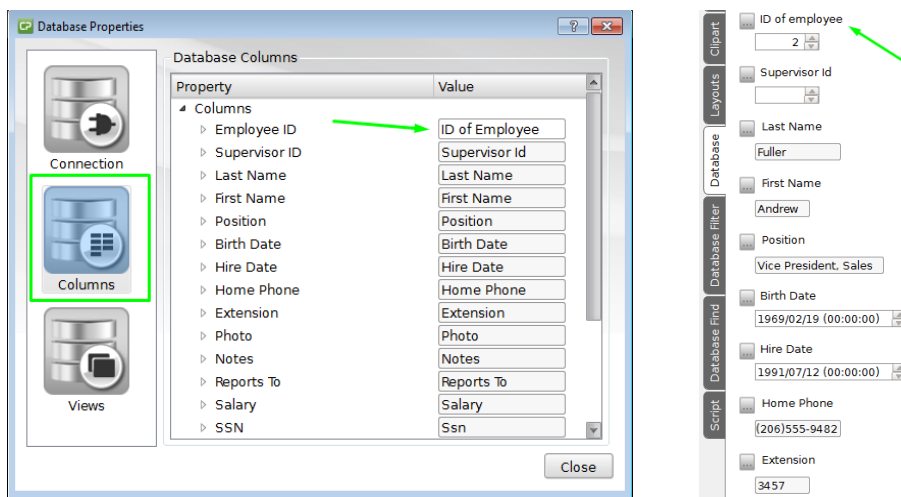 Database Properties
?
Connection
Columns
Views
Database Columns
Property Value
Columns
Employee ID ID of Employee
Supervisor ID Supervisor Id
Last Name Last Name
First Name First Name
Position Position
Birth Date Birth Date
Hire Date Hire Date
Home Phone Home Phone
Extension Extension
Photo Photo
Notes Notes
Reports To Reports To
Salary Salary
SSN Ssn
Close
Clipart
Layouts
Database
Database Filter
Database Find
Script
... ID of employee
2
... Supervisor Id
... Last Name
Fuller
... First Name
Andrew
... Position
Vice President, Sales
... Birth Date
1969/02/19 (00:00:00)
... Hire Date
1991/07/12 (00:00:00)
... Home Phone
(206)555-9482
... Extension
3457